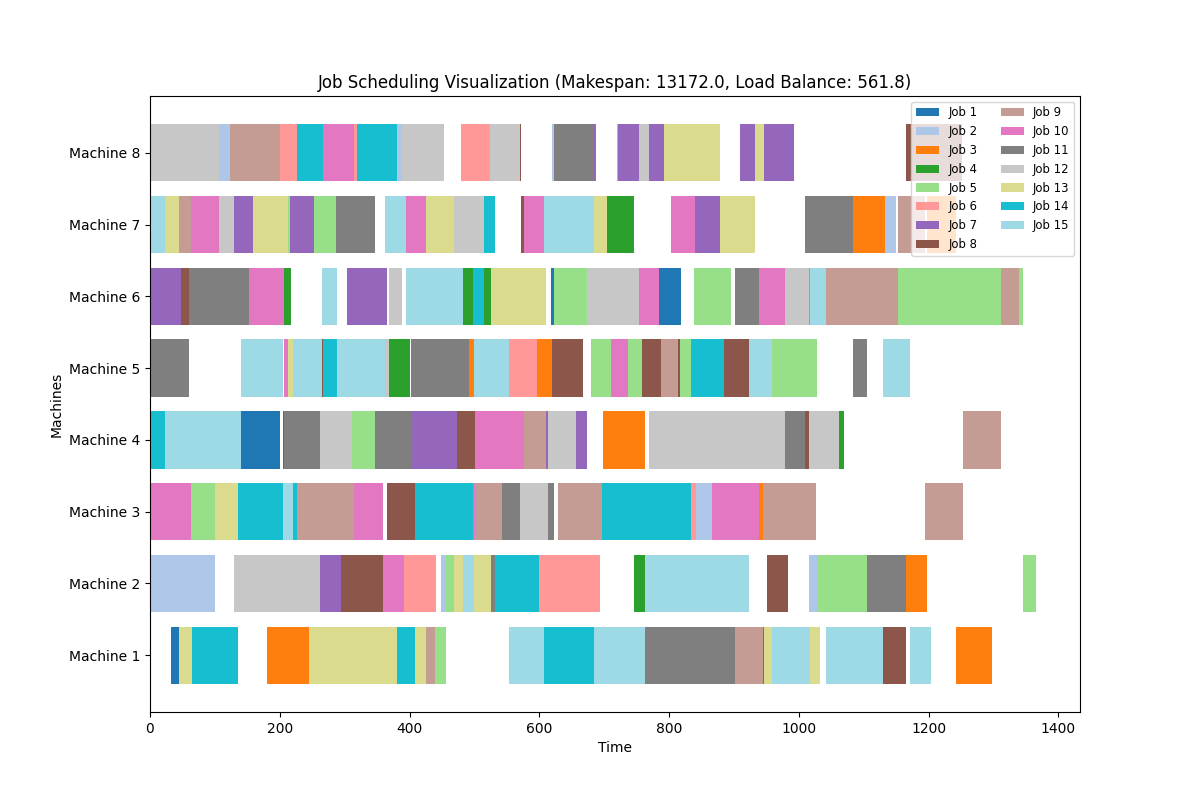 Job Scheduling Visualization (Makespan: 13172.0, Load Balance: 561.8)
Job 1
Job 2
Job 3
Job 4
Job 5
Job 6
Job 7
Job 8
Job 9
Job 10
Job 11
Job 12
Job 13
Job 14
Job 15
Machine 8
Machine 7
Machine 6
Machine 5
Machine 4
Machine 3
Machine 2
Machine 1
Machines
0 200 400 600 800 1000 1200 1400
Time